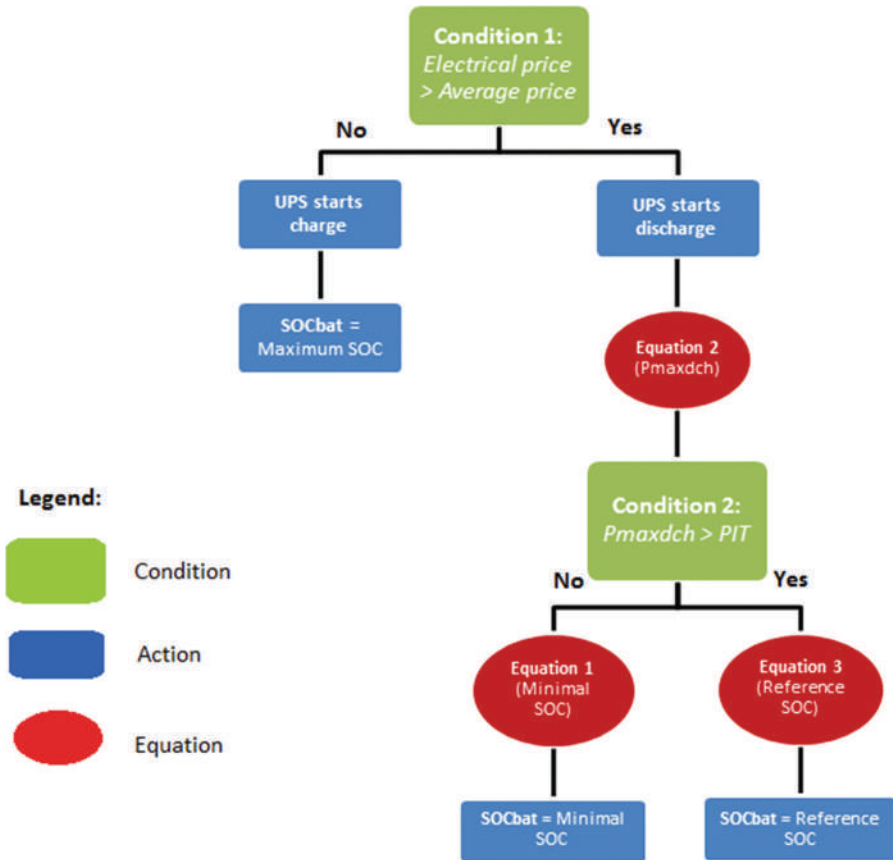 Condition 1:
Electrical price
> Average price
No
Yes
UPS starts
charge
UPS starts
discharge
SOCbat =
Maximum SOC
Equation 2
(Pmaxdch)
Condition 2:
Pmaxdch > PIT
No
Yes
Equation 1
(Minimal
SOC)
Equation 3
(Reference
SOC)
SOCbat = Minimal
SOC
SOCbat = Reference
SOC
Legend:
Condition
Action
Equation